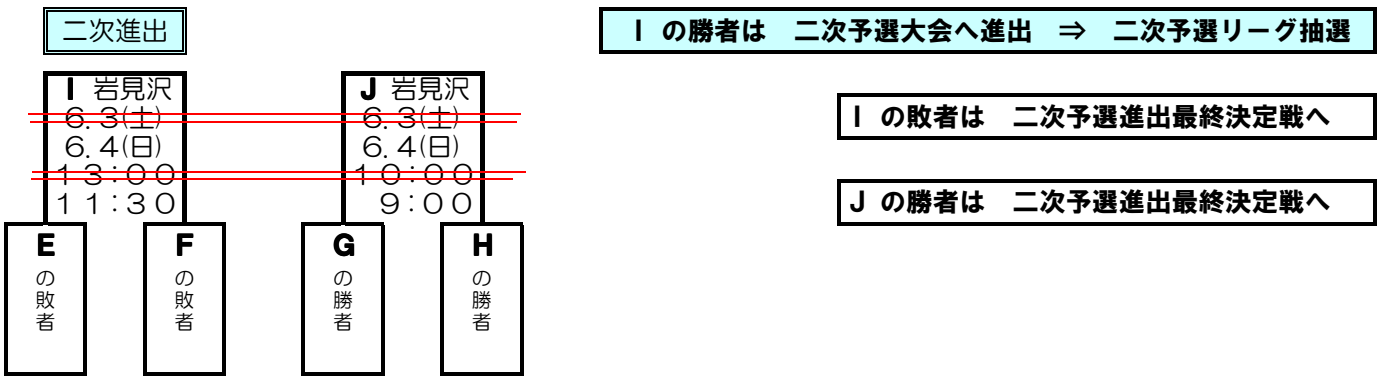 二次進出
Ｉ の勝者は　二次予選大会へ進出　⇒　二次予選リーグ抽選
Ｉ 岩見沢
６．３(土)
６．４(日)
１３：００
１１：３０
Ｊ 岩見沢
６．３(土)
６．４(日)
１０：００
９：００
Ｉ の敗者は　二次予選進出最終決定戦へ
Ｊ の勝者は　二次予選進出最終決定戦へ
Ｅの敗者
Ｆの敗者
Ｇの勝者
Ｈの勝者